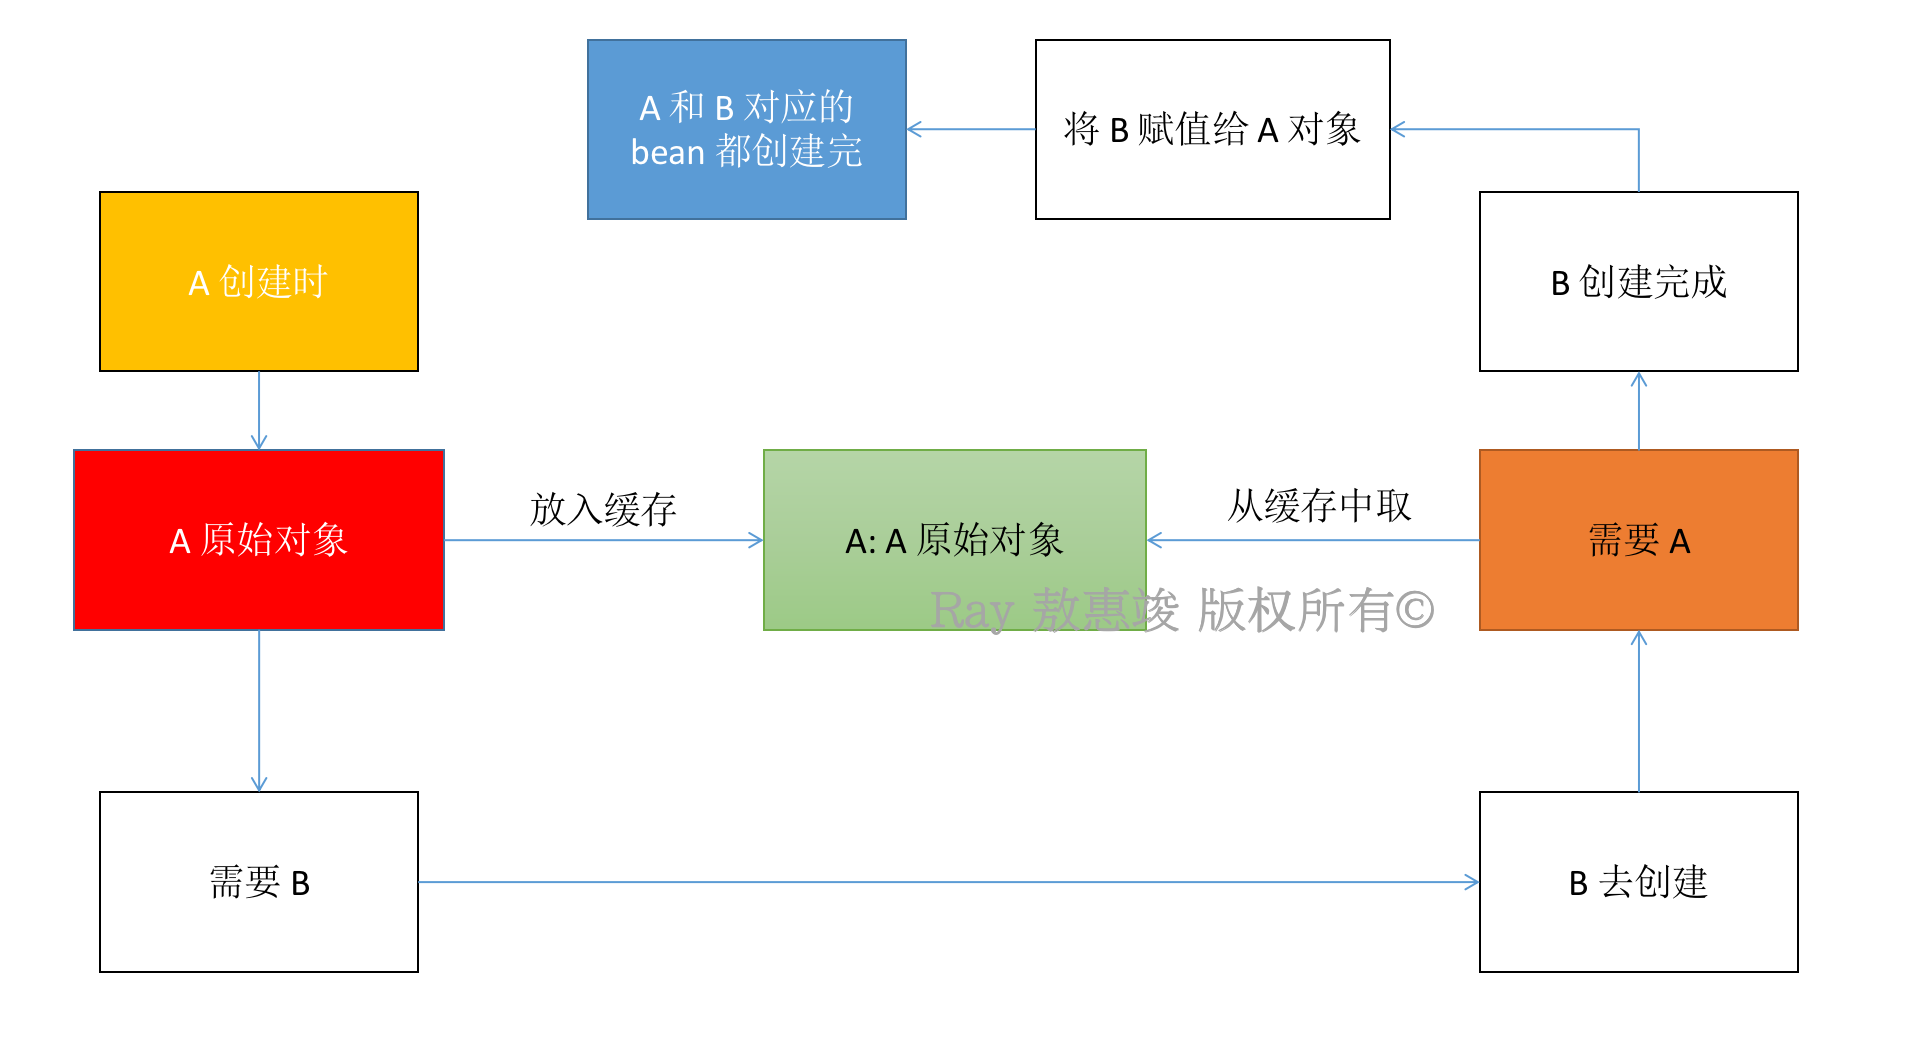 A 和 B 对应的
bean 都创建完
将 B 赋值给 A 对象
A 创建时
B 创建完成
A 原始对象
放入缓存
A: A 原始对象
从缓存中取
需要 A
Ray 敖惠竣 版权所有©
需要 B
B 去创建